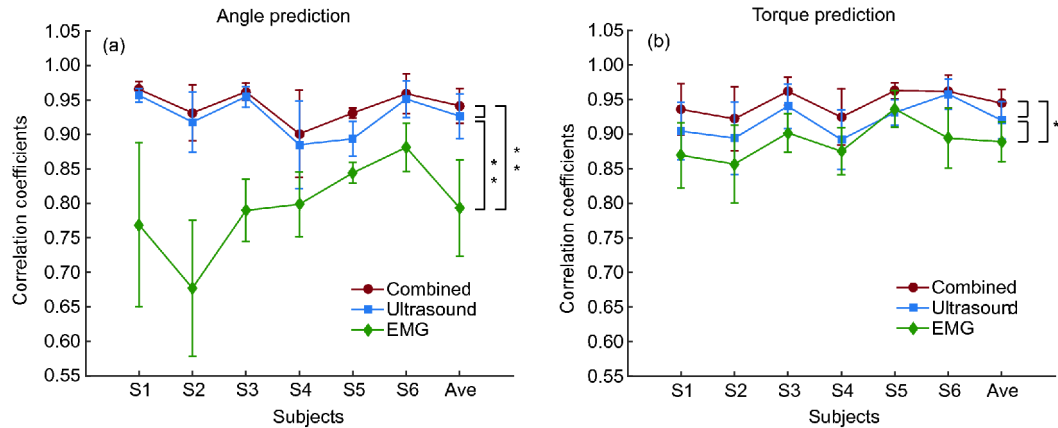 Angle prediction
(a)
1.05
1.00
0.95
0.90
0.85
0.80
0.75
0.70
0.65
0.60
0.55
Correlation coefficients
* *
* *
Combined
Ultrasound
EMG
S1 S2 S3 S4 S5 S6 Ave
Subjects
Torque prediction
(b)
1.05
1.00
0.95
0.90
0.85
0.80
0.75
0.70
0.65
0.60
0.55
Correlation coefficients
*
Combined
Ultrasound
EMG
S1 S2 S3 S4 S5 S6 Ave
Subjects